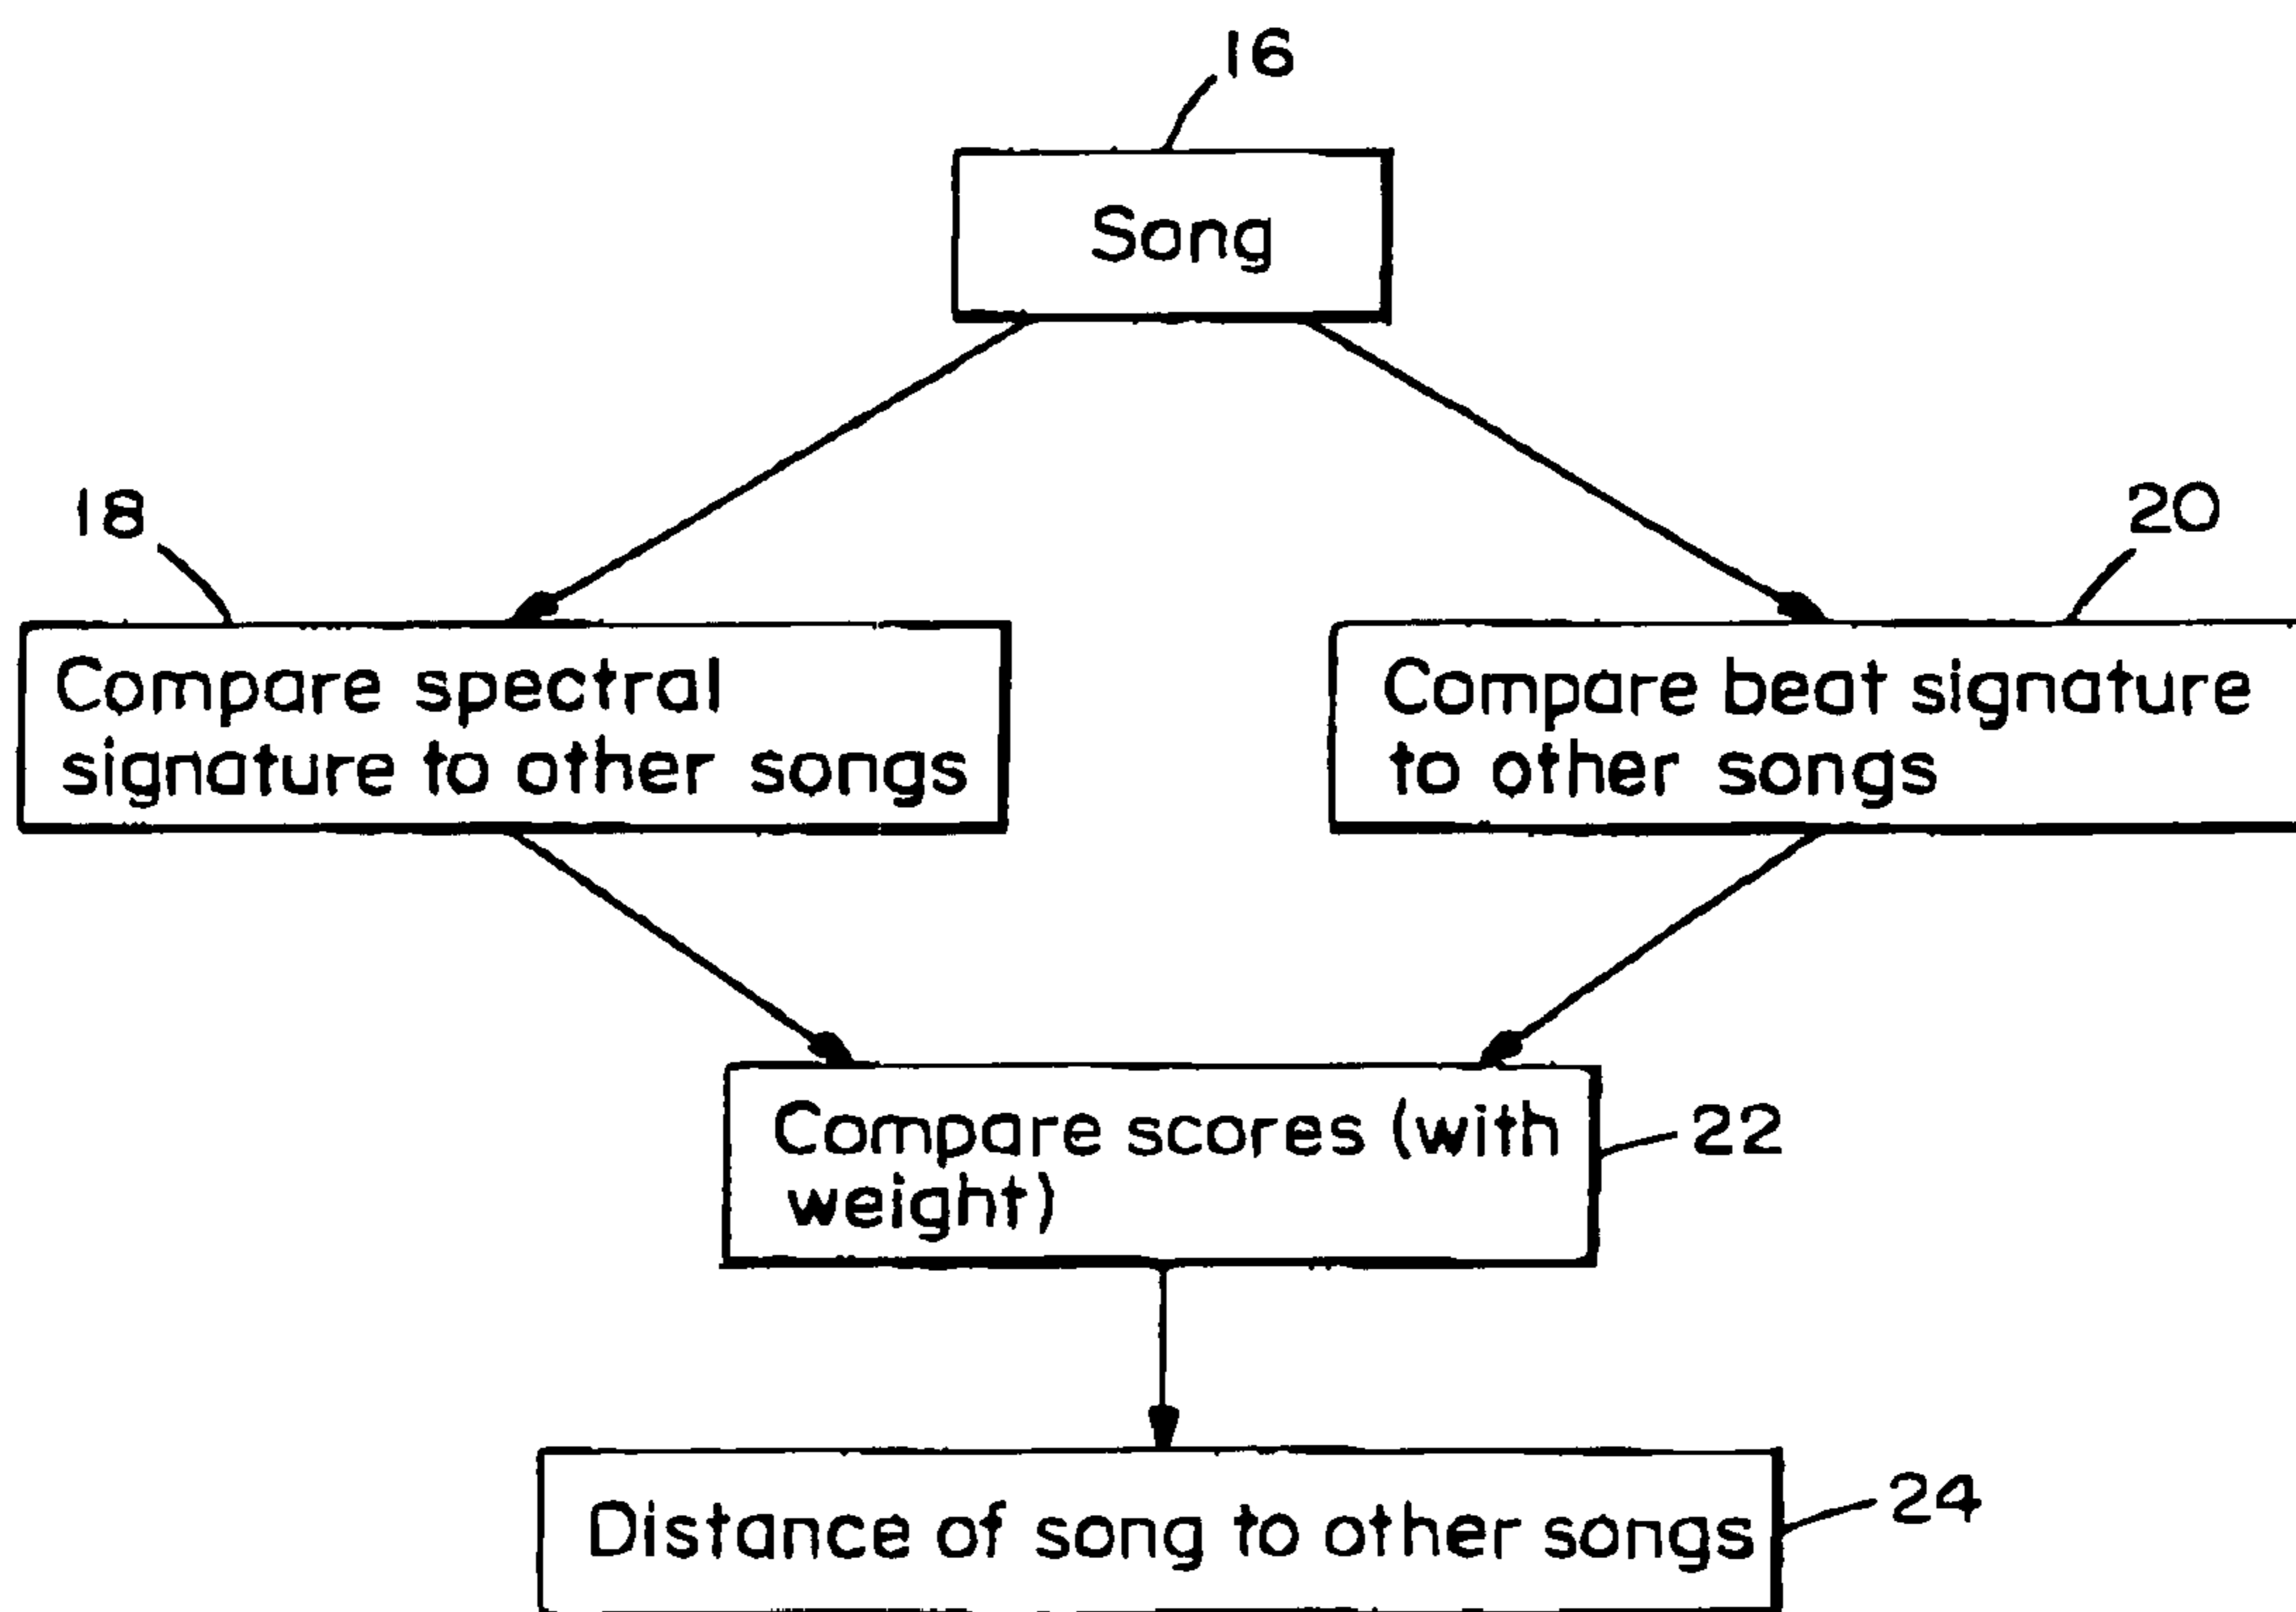 16
Song
18
20
Compare spectral
signature to other songs
Compare beat signature
to other songs
Compare scores (with
weight)
22
Distance of song to other songs
24